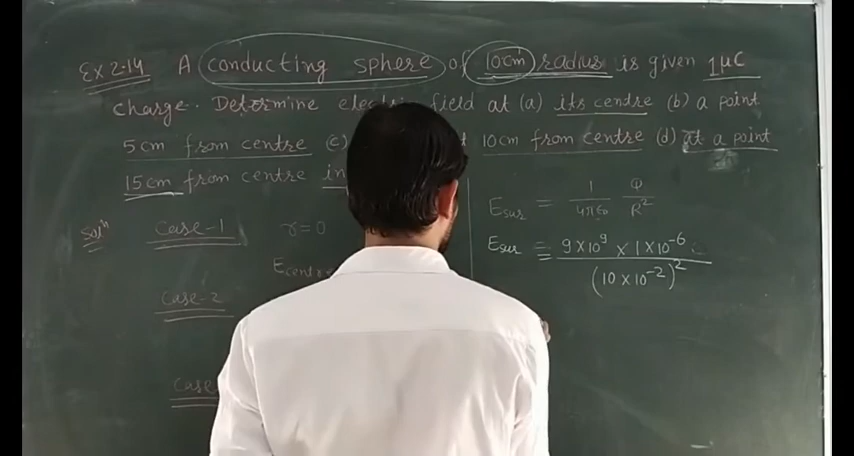 Ex 2.14 A conducting sphere of 10cm radius is given 1μC
charge. Determine electric field at (a) its centre (b) a point
5cm from centre (c) 10cm from centre (d) at a point
15cm from centre
Solⁿ Case-1 r=0
Ecentre
Case-2
Case
E_sur = 1/(4πε₀) Q/R²
E_sur = (9×10⁹ × 1×10⁻⁶)/(10×10⁻²)²